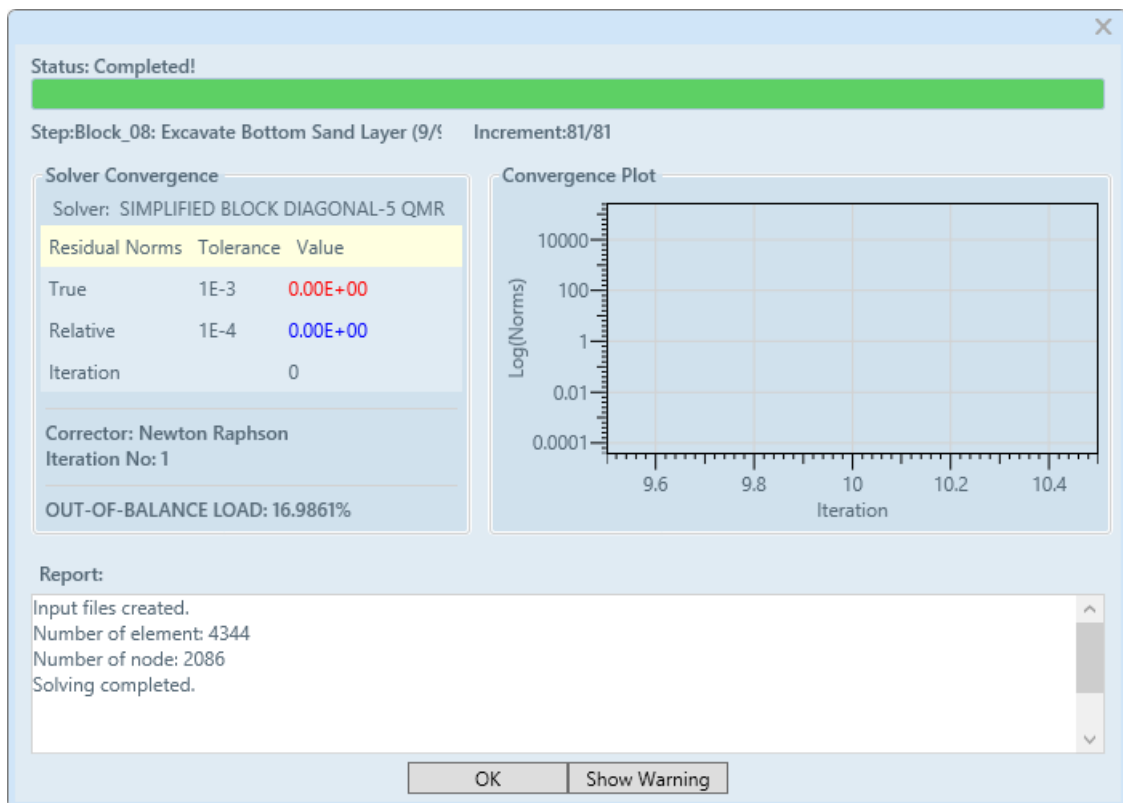 Status: Completed!
Step:Block_08: Excavate Bottom Sand Layer (9/9 Increment:81/81
Solver Convergence
Solver: SIMPLIFIED BLOCK DIAGONAL-5 QMR
Residual Norms Tolerance Value
True 1E-3 0.00E+00
Relative 1E-4 0.00E+00
Iteration 0
Corrector: Newton Raphson
Iteration No: 1
OUT-OF-BALANCE LOAD: 16.9861%
Convergence Plot
Log(Norms)
10000
100
1
0.01
0.0001
9.6 9.8 10 10.2 10.4
Iteration
Report:
Input files created.
Number of element: 4344
Number of node: 2086
Solving completed.
OK Show Warning